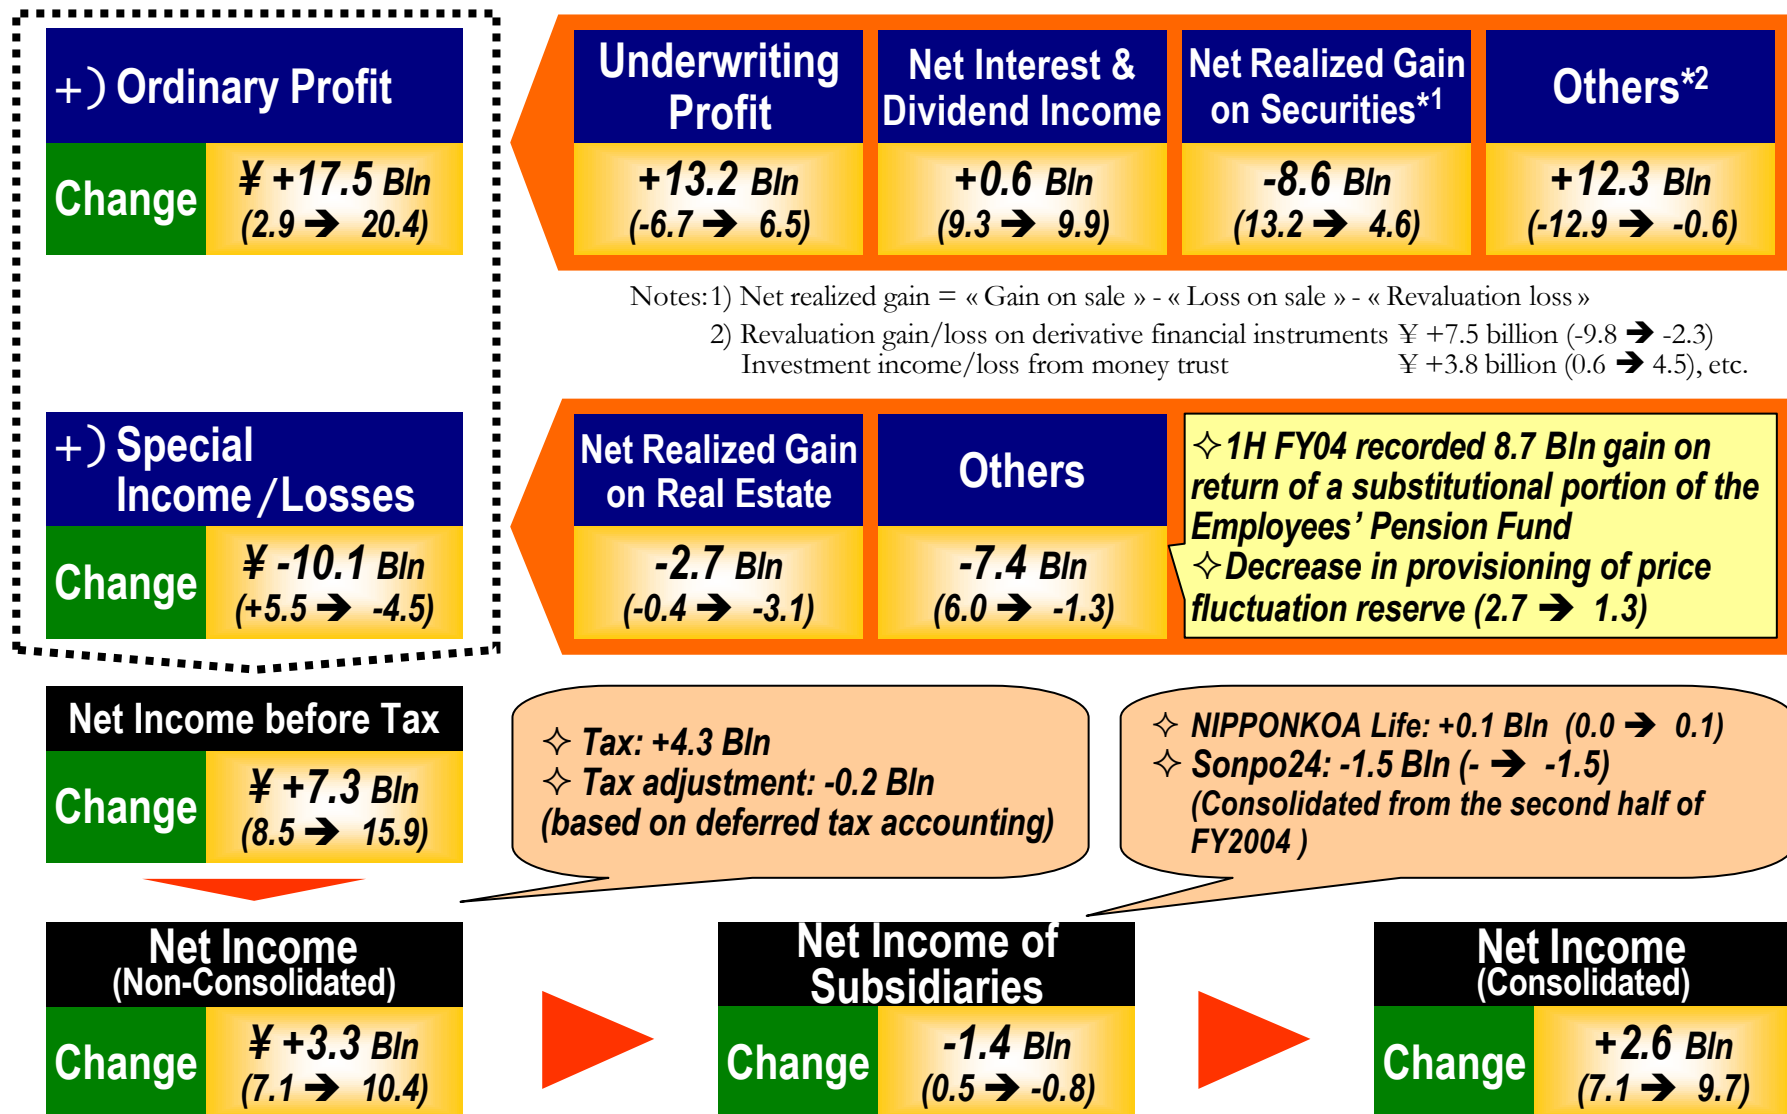 +) Ordinary Profit
Change
¥ +17.5 Bln
(2.9 ➔ 20.4)
Underwriting
Profit
+13.2 Bln
(-6.7 ➔ 6.5)
Net Interest &
Dividend Income
+0.6 Bln
(9.3 ➔ 9.9)
Net Realized Gain
on Securities*1
-8.6 Bln
(13.2 ➔ 4.6)
Others*2
+12.3 Bln
(-12.9 ➔ -0.6)
Notes:1) Net realized gain = « Gain on sale » - « Loss on sale » - « Revaluation loss »
2) Revaluation gain/loss on derivative financial instruments ¥ +7.5 billion (-9.8 ➔ -2.3)
Investment income/loss from money trust ¥ +3.8 billion (0.6 ➔ 4.5), etc.
+) Special
Income/Losses
Change
¥ -10.1 Bln
(+5.5 ➔ -4.5)
Net Realized Gain
on Real Estate
-2.7 Bln
(-0.4 ➔ -3.1)
Others
-7.4 Bln
(6.0 ➔ -1.3)
✧1H FY04 recorded 8.7 Bln gain on
return of a substitutional portion of the
Employees’ Pension Fund
✧Decrease in provisioning of price
fluctuation reserve (2.7 ➔ 1.3)
Net Income before Tax
Change
¥ +7.3 Bln
(8.5 ➔ 15.9)
✧ Tax: +4.3 Bln
✧ Tax adjustment: -0.2 Bln
(based on deferred tax accounting)
✧ NIPPONKOA Life: +0.1 Bln (0.0 ➔ 0.1)
✧ Sonpo24: -1.5 Bln (- ➔ -1.5)
(Consolidated from the second half of
FY2004 )
Net Income
(Non-Consolidated)
Change
¥ +3.3 Bln
(7.1 ➔ 10.4)
Net Income of
Subsidiaries
Change
-1.4 Bln
(0.5 ➔ -0.8)
Net Income
(Consolidated)
Change
+2.6 Bln
(7.1 ➔ 9.7)